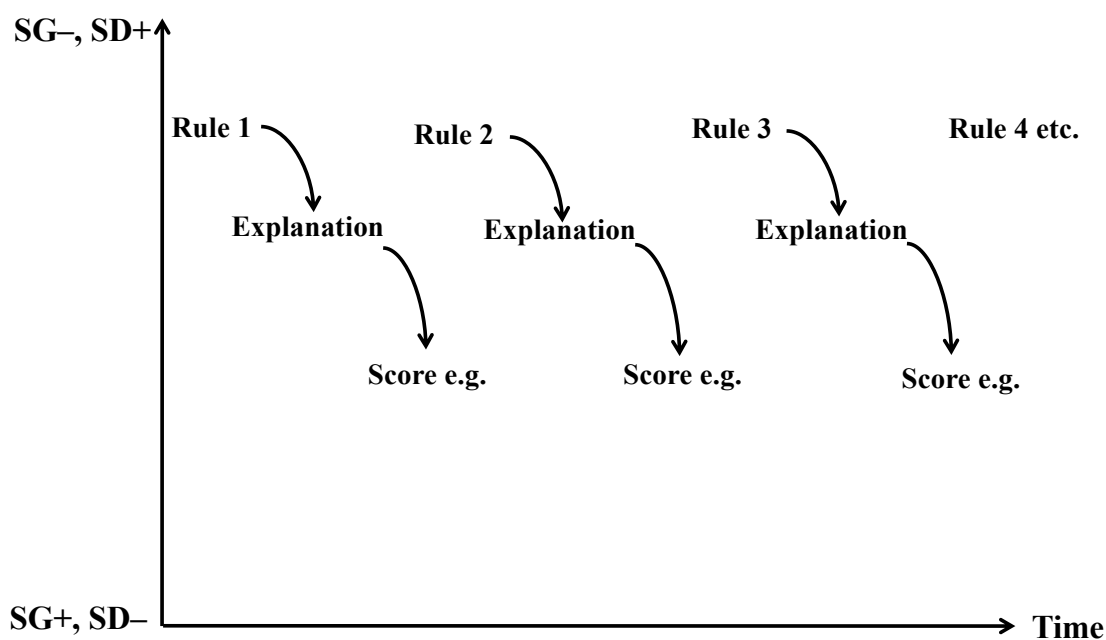 SG–, SD+
Rule 1
Rule 2
Rule 3
Rule 4 etc.
Explanation
Explanation
Explanation
Score e.g.
Score e.g.
Score e.g.
SG+, SD–
Time